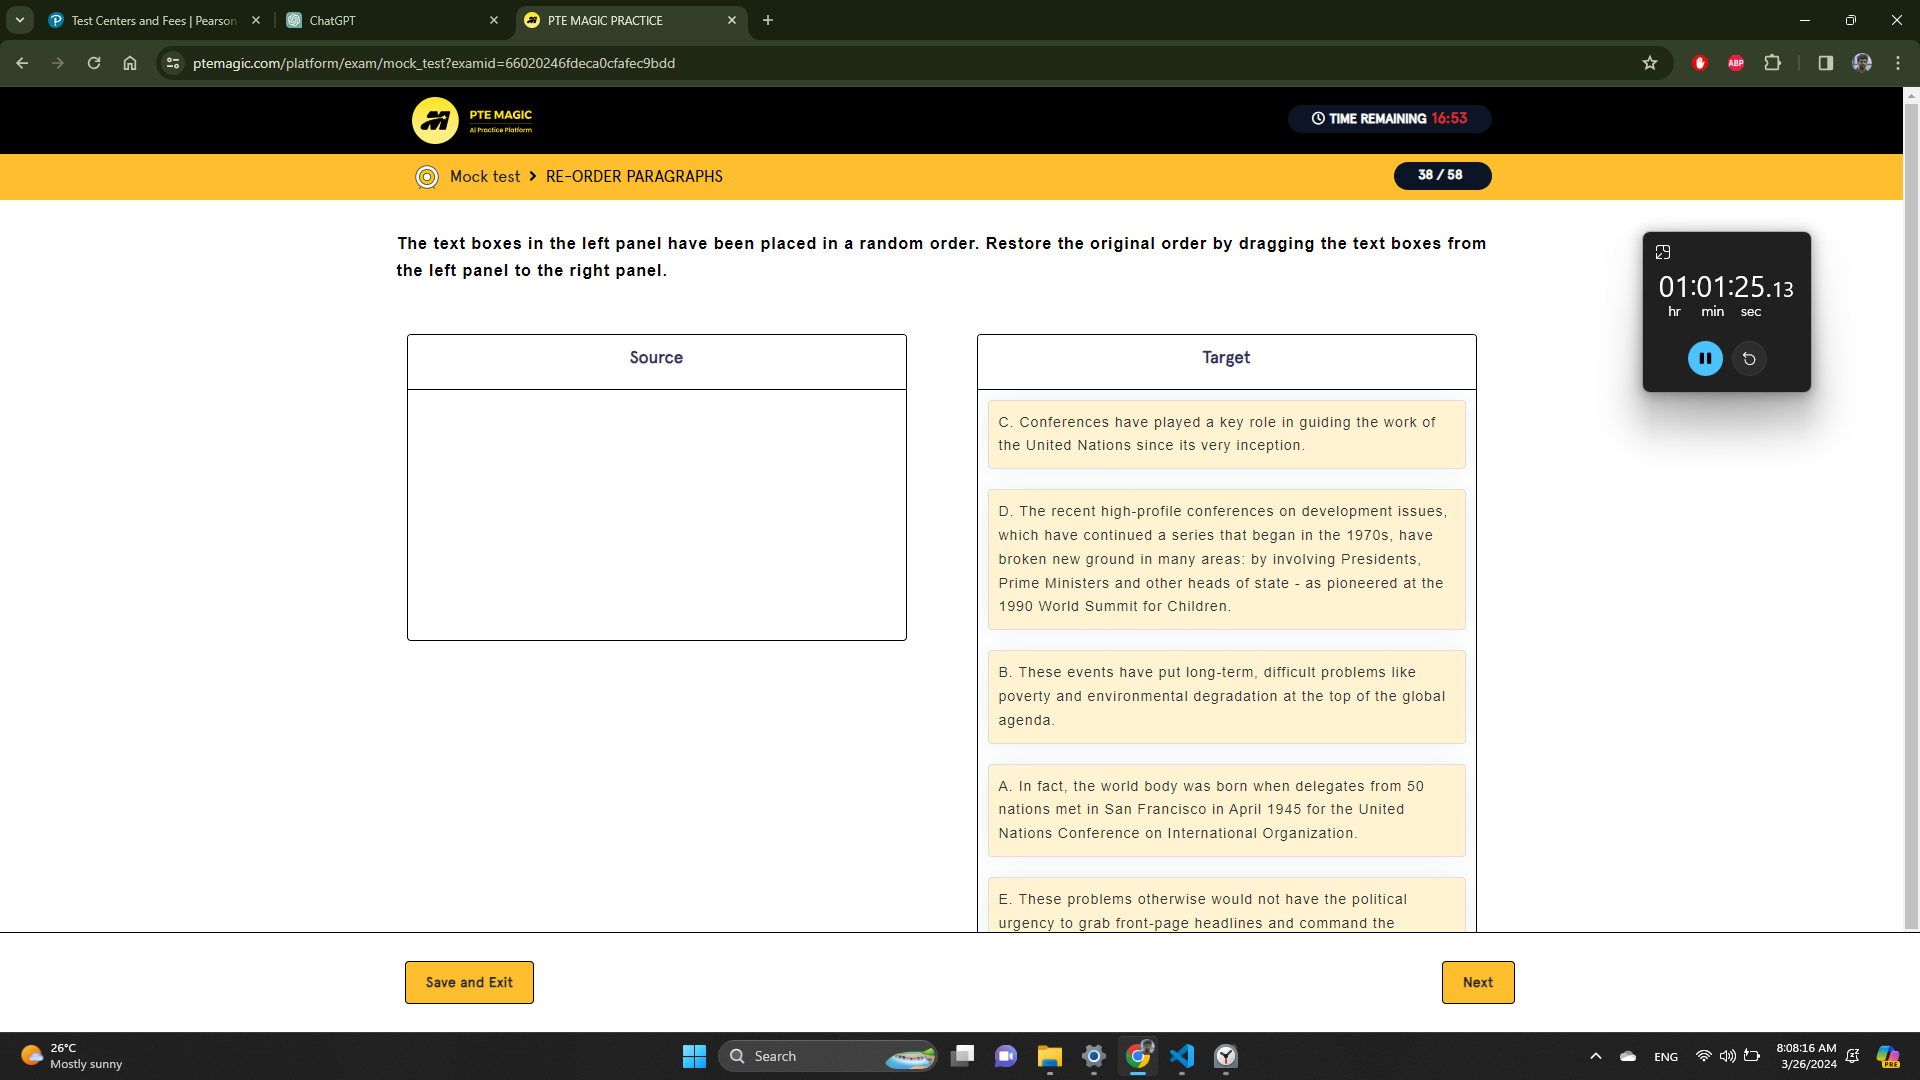 Test Centers and Fees | Pearson
ChatGPT
PTE MAGIC PRACTICE
ptemagic.com/platform/exam/mock_test?examid=66020246fdeca0cfafec9bdd
ABP
PTE MAGIC
AI Practice Platform
TIME REMAINING 16:53
Mock test > RE-ORDER PARAGRAPHS
38 / 58
The text boxes in the left panel have been placed in a random order. Restore the original order by dragging the text boxes from
the left panel to the right panel.
01:01:25.13
hr min sec
Source
Target
C. Conferences have played a key role in guiding the work of
the United Nations since its very inception.
D. The recent high-profile conferences on development issues,
which have continued a series that began in the 1970s, have
broken new ground in many areas: by involving Presidents,
Prime Ministers and other heads of state - as pioneered at the
1990 World Summit for Children.
B. These events have put long-term, difficult problems like
poverty and environmental degradation at the top of the global
agenda.
A. In fact, the world body was born when delegates from 50
nations met in San Francisco in April 1945 for the United
Nations Conference on International Organization.
E. These problems otherwise would not have the political
urgency to grab front-page headlines and command the
Save and Exit
Next
26°C
Mostly sunny
Search
ENG
8:08:16 AM
3/26/2024
PRE